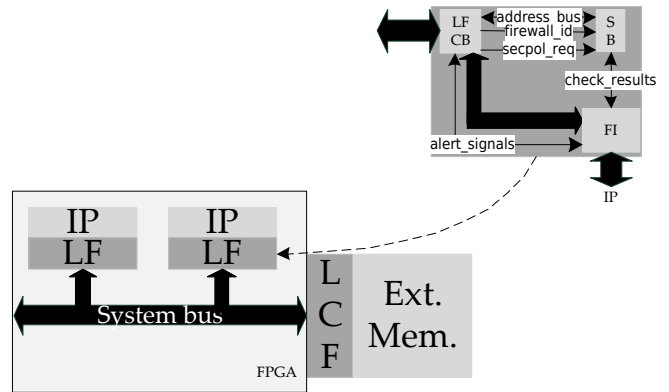 LF
CB
address_bus
firewall_id
secpol_req
S
B
check_results
FI
alert_signals
IP
IP
LF
IP
LF
System bus
FPGA
L
C
F
Ext.
Mem.